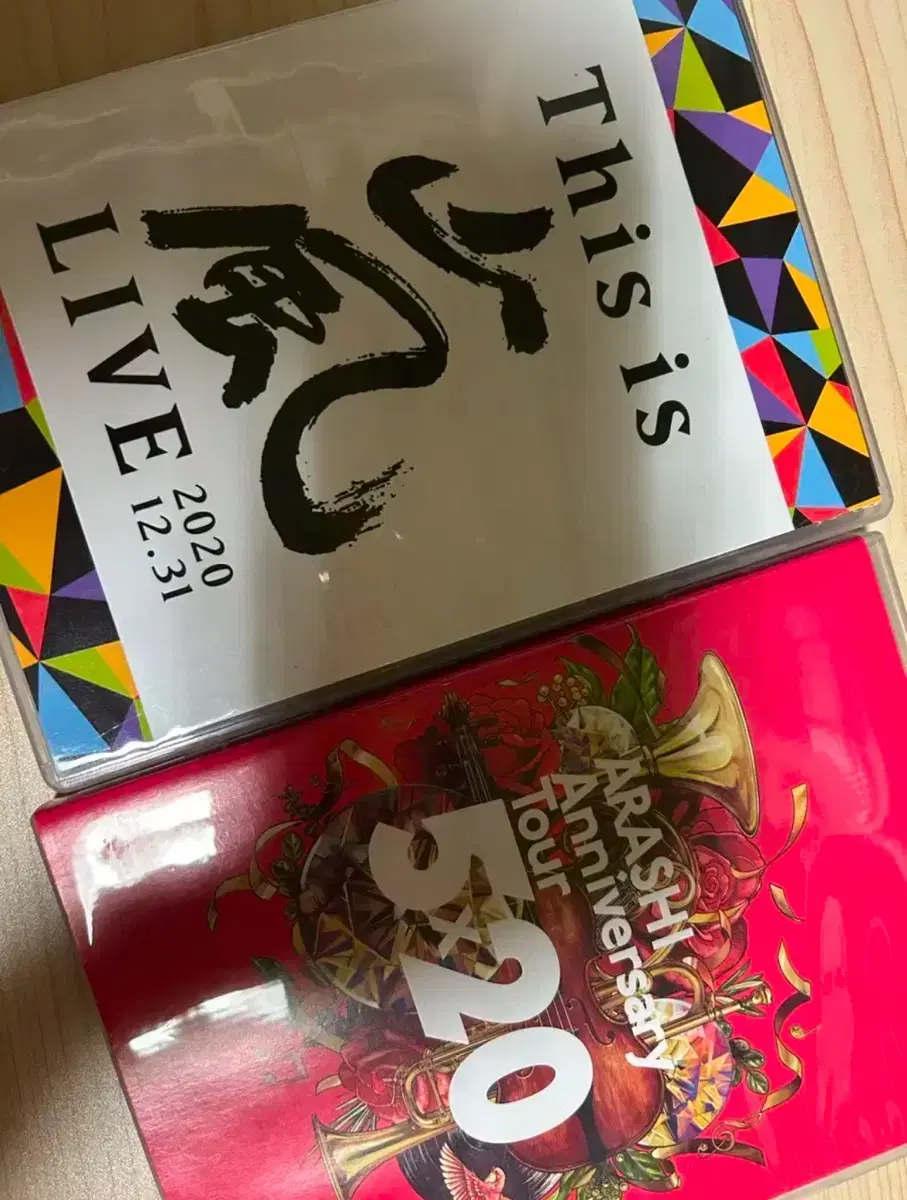 This is
嵐
LIVE
2020
12.31
ARASHI
Anniversary
Tour
5×20